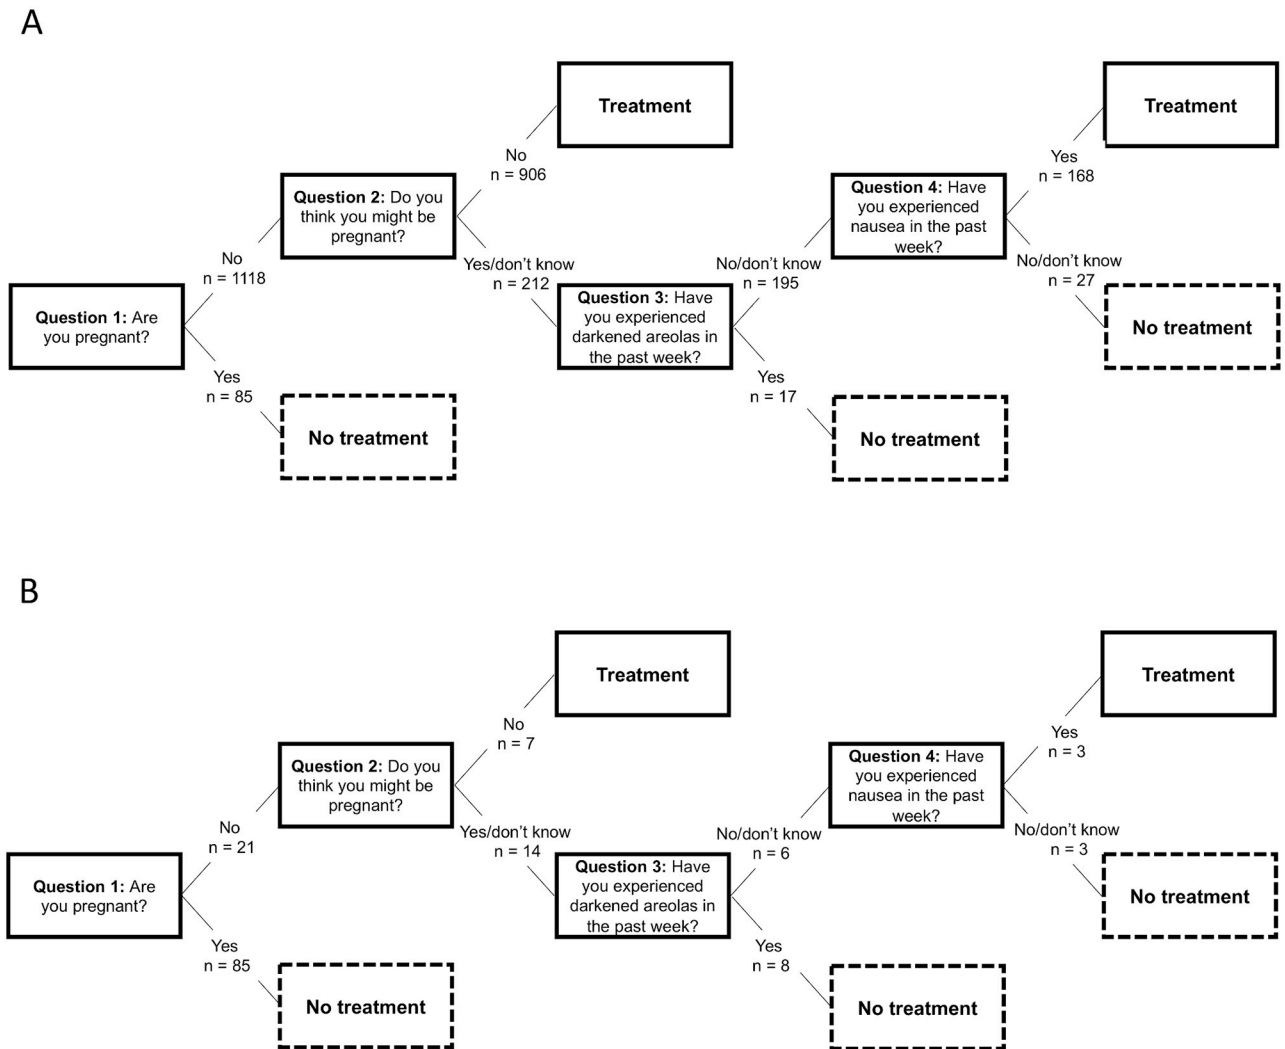 A
Treatment
Treatment
No
n = 906
Yes
n = 168
Question 2: Do you
think you might be
pregnant?
Question 4: Have
you experienced
nausea in the past
week?
No
n = 1118
Yes/don't know
n = 212
No/don't know
n = 195
No/don't know
n = 27
Question 1: Are
you pregnant?
Question 3: Have
you experienced
darkened areolas in
the past week?
No treatment
Yes
n = 85
Yes
n = 17
No treatment
No treatment
B
Treatment
Treatment
No
n = 7
Yes
n = 3
Question 2: Do you
think you might be
pregnant?
Question 4: Have
you experienced
nausea in the past
week?
No
n = 21
Yes/don't know
n = 14
No/don't know
n = 6
No/don't know
n = 3
Question 1: Are
you pregnant?
Question 3: Have
you experienced
darkened areolas in
the past week?
No treatment
Yes
n = 85
Yes
n = 8
No treatment
No treatment